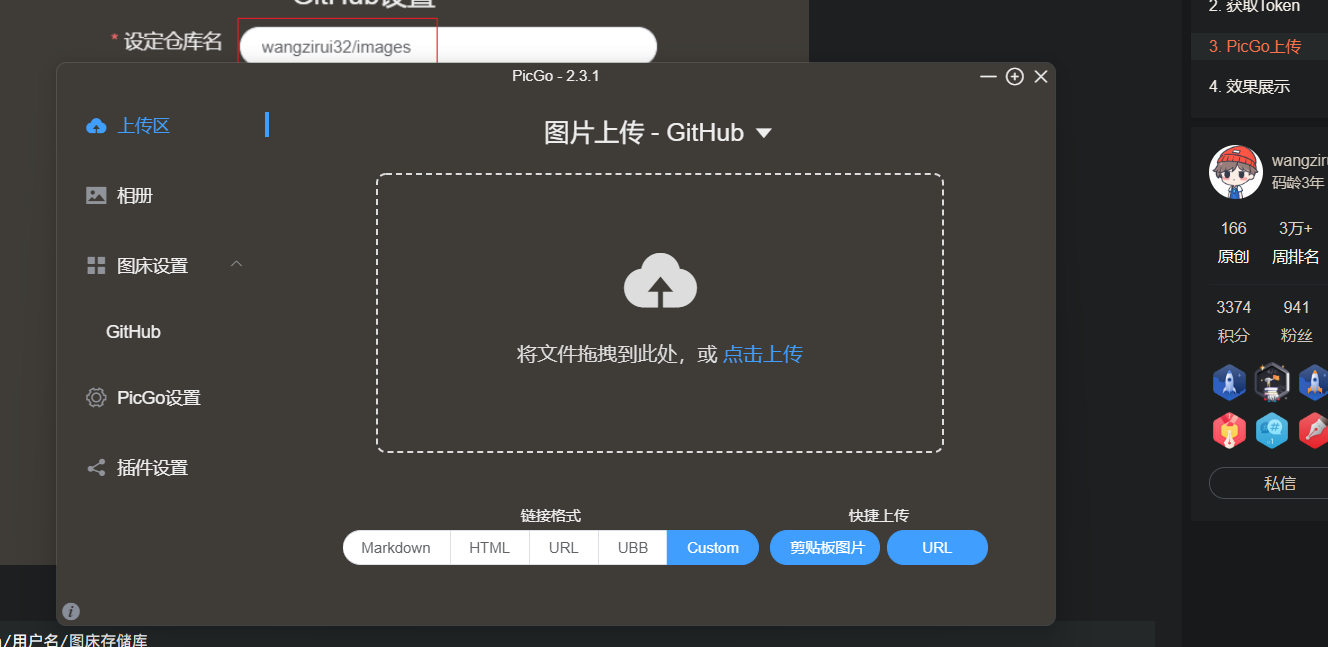 GitHub设置
* 设定仓库名
wangzirui32/images
PicGo - 2.3.1
上传区
相册
图床设置
GitHub
PicGo设置
插件设置
图片上传 - GitHub
将文件拖拽到此处，或 点击上传
链接格式
快捷上传
Markdown HTML URL UBB Custom
剪贴板图片 URL
/用户名/图床存储库
2. 获取Token
3. PicGo上传
4. 效果展示
wangzir
码龄3年
166 3万+
原创 周排名
3374 941
积分 粉丝
私信